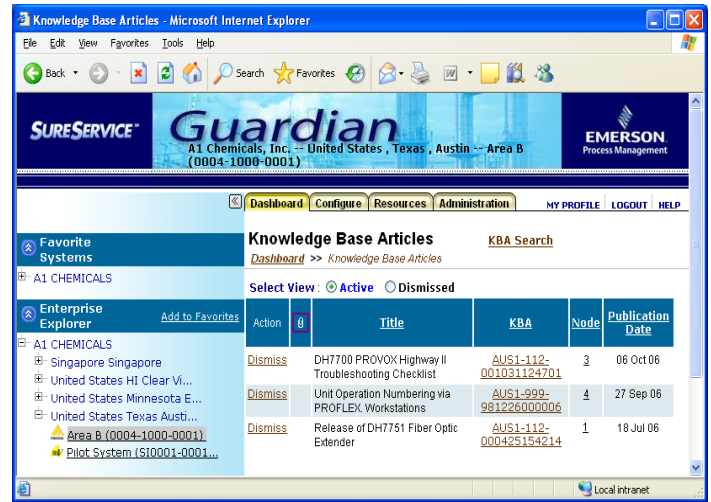 Knowledge Base Articles - Microsoft Internet Explorer
File Edit View Favorites Tools Help
Back Search Favorites
SURESERVICE™ Guardian
A1 Chemicals, Inc. -- United States , Texas , Austin -- Area B
(0004-1000-0001)
EMERSON
Process Management
Dashboard Configure Resources Administration MY PROFILE LOGOUT HELP
Favorite
Systems
A1 CHEMICALS
Enterprise
Explorer Add to Favorites
A1 CHEMICALS
Singapore Singapore
United States HI Clear Vi...
United States Minnesota E...
United States Texas Austi...
Area B (0004-1000-0001)
Pilot System (SI0001-0001...
Knowledge Base Articles KBA Search
Dashboard >> Knowledge Base Articles
Select View : Active Dismissed
Action Title KBA Node Publication
Date
Dismiss DH7700 PROVOX Highway II AUS1-112- 3 06 Oct 06
Troubleshooting Checklist 001031124701
Dismiss Unit Operation Numbering via AUS1-999- 4 27 Sep 06
PROFLEX. Workstations 981226000006
Dismiss Release of DH7751 Fiber Optic AUS1-112- 1 18 Jul 06
Extender 000425154214
Local intranet